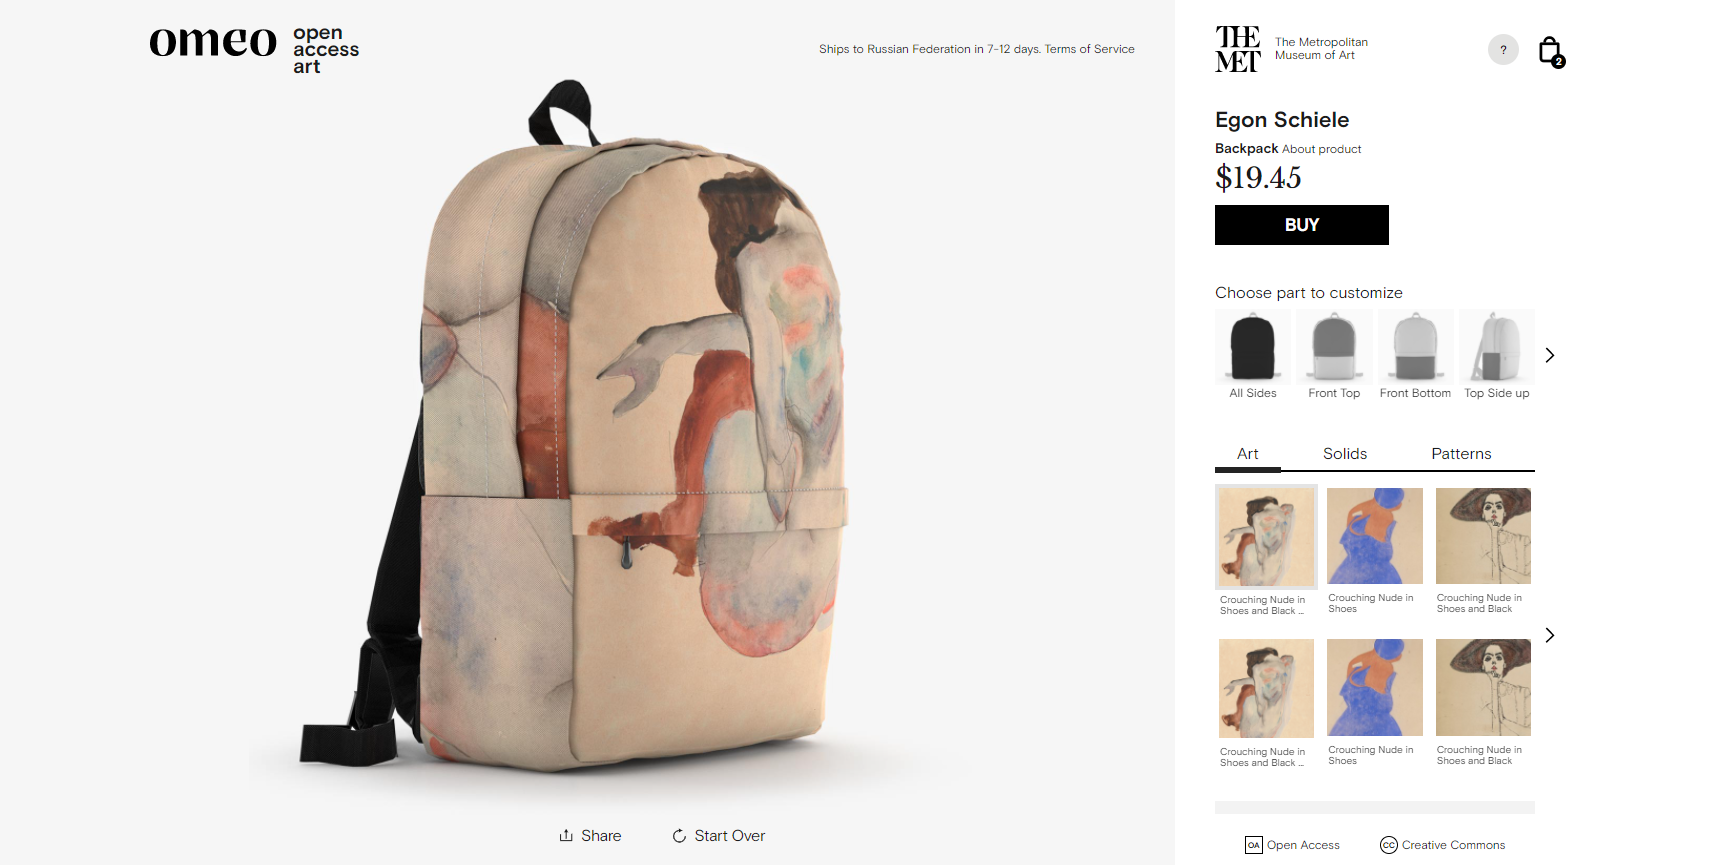 omeo
open
access
art
Ships to Russian Federation in 7-12 days. Terms of Service
THE
MET
The Metropolitan
Museum of Art
?
2
Egon Schiele
Backpack About product
$19.45
BUY
Choose part to customize
All Sides
Front Top
Front Bottom
Top Side up
Art
Solids
Patterns
Crouching Nude in
Shoes and Black ...
Crouching Nude in
Shoes
Crouching Nude in
Shoes and Black
Crouching Nude in
Shoes and Black ...
Crouching Nude in
Shoes
Crouching Nude in
Shoes and Black
Share
Start Over
OA Open Access
CC Creative Commons